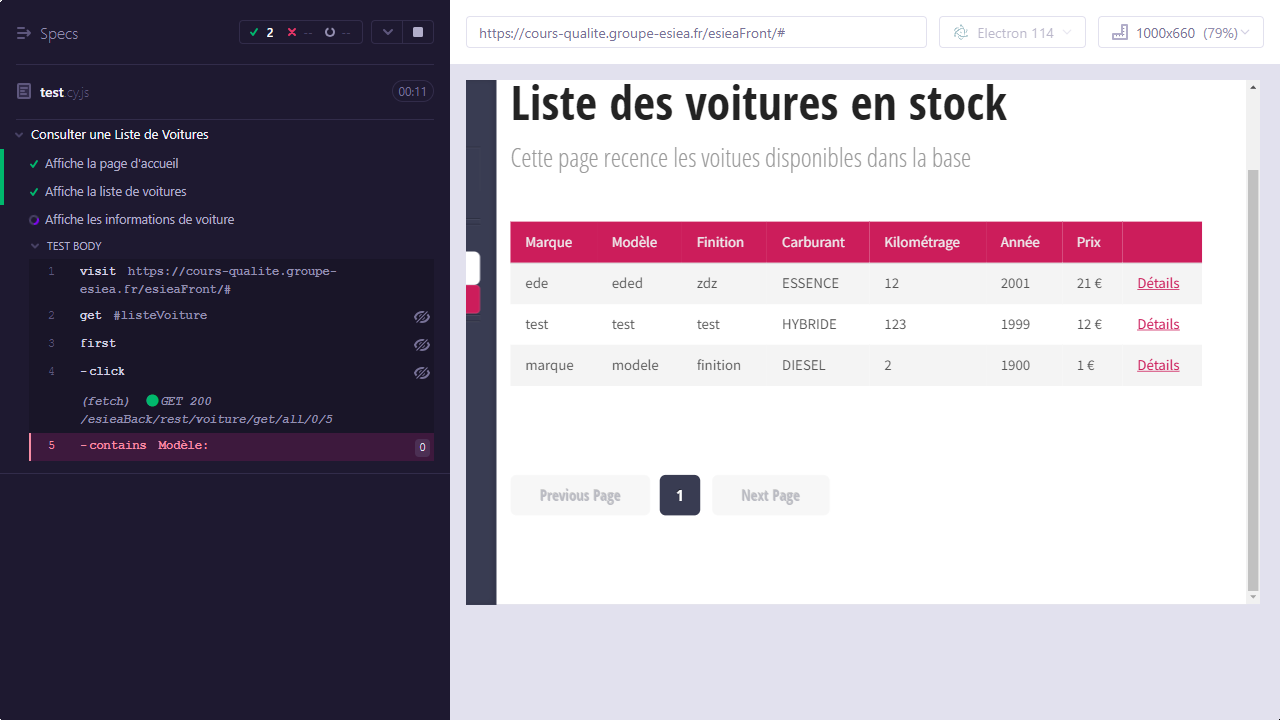 Specs
2
--
--
https://cours-qualite.groupe-esiea.fr/esieaFront/#
Electron 114
1000x660 (79%)
test.cy.js
00:11
Consulter une Liste de Voitures
Affiche la page d'accueil
Affiche la liste de voitures
Affiche les informations de voiture
TEST BODY
1 visit https://cours-qualite.groupe-
esiea.fr/esieaFront/#
2 get #listeVoiture
3 first
4 -click
(fetch) GET 200
/esieaBack/rest/voiture/get/all/0/5
5 -contains Modèle: 0
Liste des voitures en stock
Cette page recence les voitues disponibles dans la base
Marque Modèle Finition Carburant Kilométrage Année Prix
ede eded zdz ESSENCE 12 2001 21 € Détails
test test test HYBRIDE 123 1999 12 € Détails
marque modele finition DIESEL 2 1900 1 € Détails
Previous Page 1 Next Page